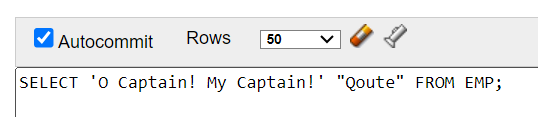 Autocommit Rows 50
SELECT 'O Captain! My Captain!' "Qoute" FROM EMP;